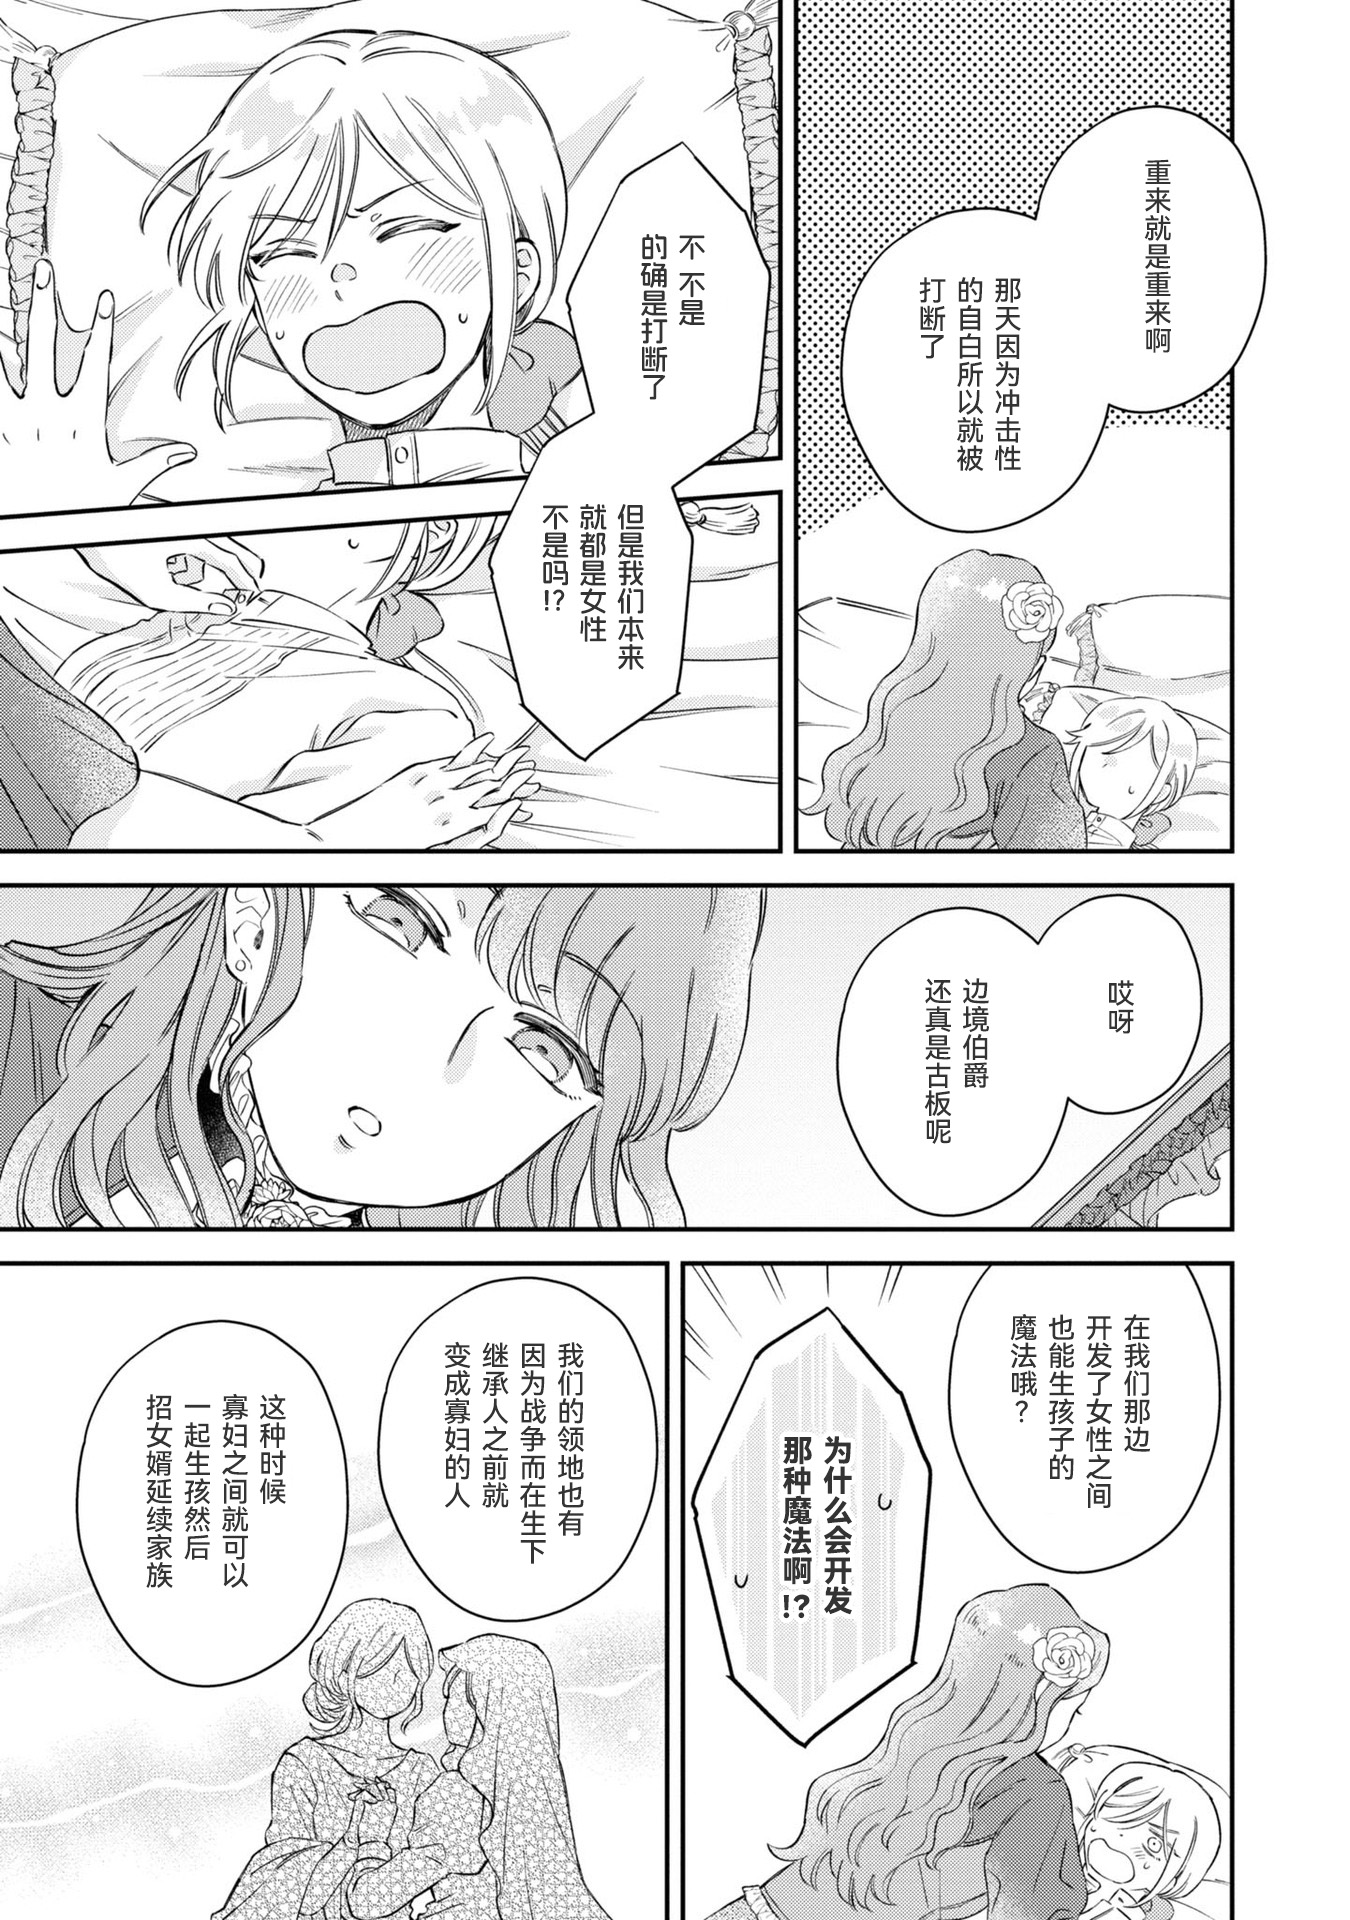 重来就是重来啊
那天因为冲击性
的自白所以就被
打断了
不 不是
的确是打断了
但是我们本来
就都是女性
不是吗!?
哎呀
边境伯爵
还真是古板呢
在我们那边
开发了女性之间
也能生孩子的
魔法哦?
为什么会开发
那种魔法啊!?
我们的领地也有
因为战争而在生下
继承人之前就
变成寡妇的人
这种时候
寡妇之间就可以
一起生孩然后
招女婿延续家族